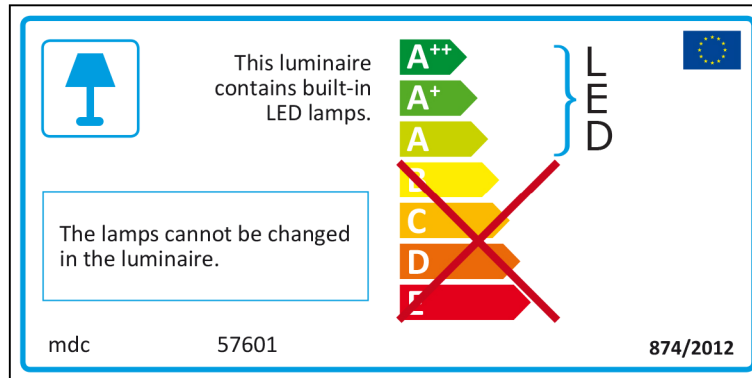 This luminaire
contains built-in
LED lamps.
A++
A+
A
B
C
D
E
L
E
D
The lamps cannot be changed
in the luminaire.
mdc 57601
874/2012